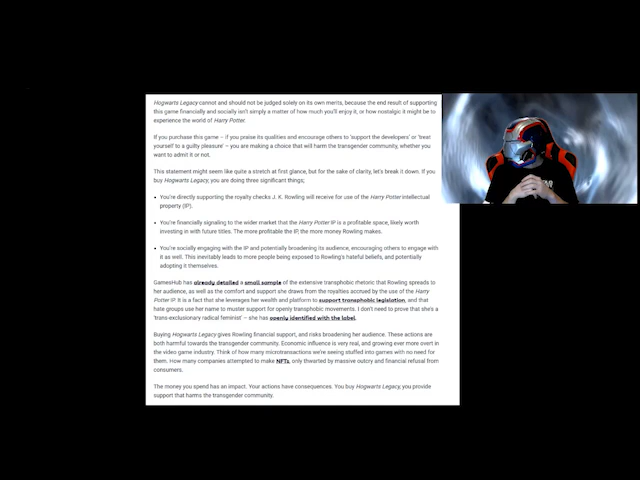 Hogwarts Legacy cannot and should not be judged solely on its own merits, because the end result of supporting
this game financially and socially isn't simply a matter of how much you'll enjoy it, or how nostalgic it might be to
experience the world of Harry Potter.
If you purchase this game – if you praise its qualities and encourage others to 'support the developers' or 'treat
yourself to a guilty pleasure' – you are making a choice that will harm the transgender community, whether you
want to admit it or not.
This statement might seem like quite a stretch at first glance, but for the sake of clarity, let's break it down. If you
buy Hogwarts Legacy, you are doing three significant things;
• You're directly supporting the royalty checks J. K. Rowling will receive for use of the Harry Potter intellectual
property (IP).
• You're financially signaling to the wider market that the Harry Potter IP is a profitable space, likely worth
investing in with future titles. The more profitable the IP, the more money Rowling makes.
• You're socially engaging with the IP and potentially broadening its audience, encouraging others to engage with
it as well. This inevitably leads to more people being exposed to Rowling's hateful beliefs, and potentially
adopting it themselves.
GamesHub has already detailed a small sample of the extensive transphobic rhetoric that Rowling spreads to
her audience, as well as the comfort and support she draws from the royalties accrued by the use of the Harry
Potter IP. It is a fact that she leverages her wealth and platform to support transphobic legislation, and that
hate groups use her name to muster support for openly transphobic movements. I don't need to prove that she's a
'trans-exclusionary radical feminist' – she has openly identified with the label.
Buying Hogwarts Legacy gives Rowling financial support, and risks broadening her audience. These actions are
both harmful towards the transgender community. Economic influence is very real, and growing ever more overt in
the video game industry. Think of how many microtransactions we're seeing stuffed into games with no need for
them. How many companies attempted to make NFTs, only thwarted by massive outcry and financial refusal from
consumers.
The money you spend has an impact. Your actions have consequences. You buy Hogwarts Legacy, you provide
support that harms the transgender community.